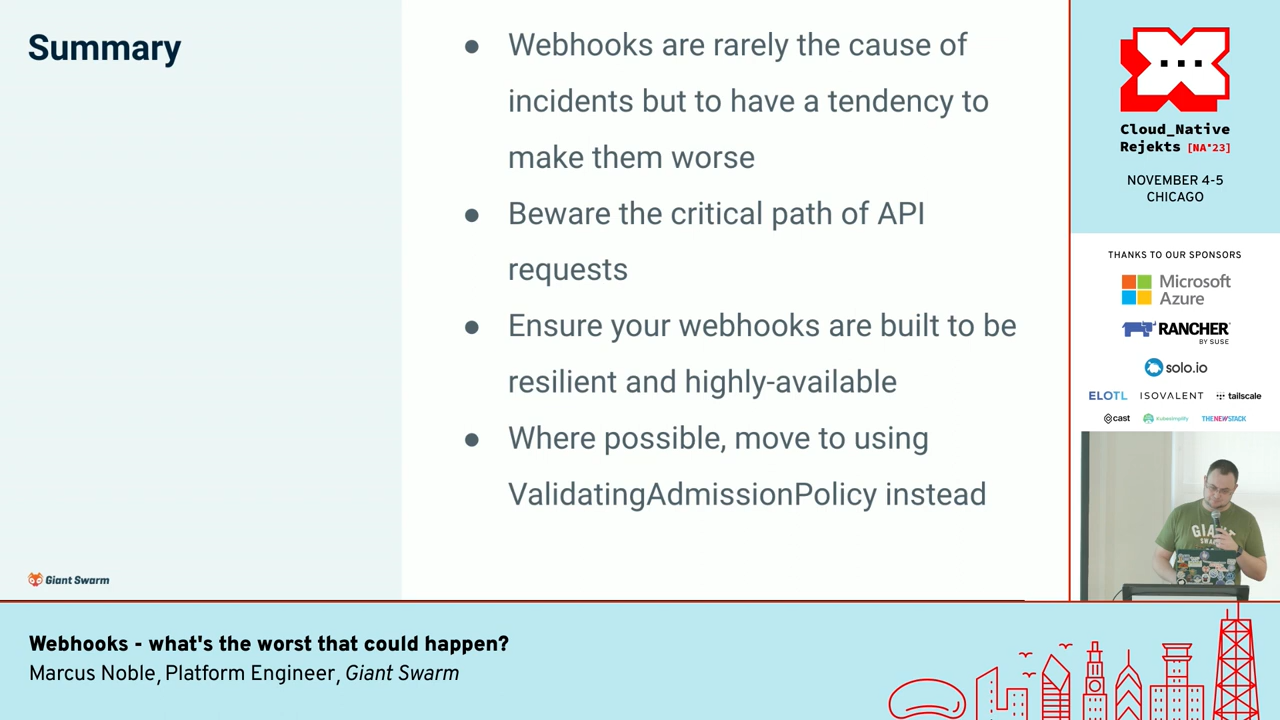 Summary
● Webhooks are rarely the cause of
incidents but to have a tendency to
make them worse
● Beware the critical path of API
requests
● Ensure your webhooks are built to be
resilient and highly-available
● Where possible, move to using
ValidatingAdmissionPolicy instead
Giant Swarm
Cloud_Native
Rejekts [NA'23]
NOVEMBER 4-5
CHICAGO
THANKS TO OUR SPONSORS
Microsoft
Azure
RANCHER
BY SUSE
solo.io
ELOTL ISOVALENT tailscale
cast kubesimplify THENEWSTACK
GIANT
SWARM
Webhooks - what's the worst that could happen?
Marcus Noble, Platform Engineer, Giant Swarm